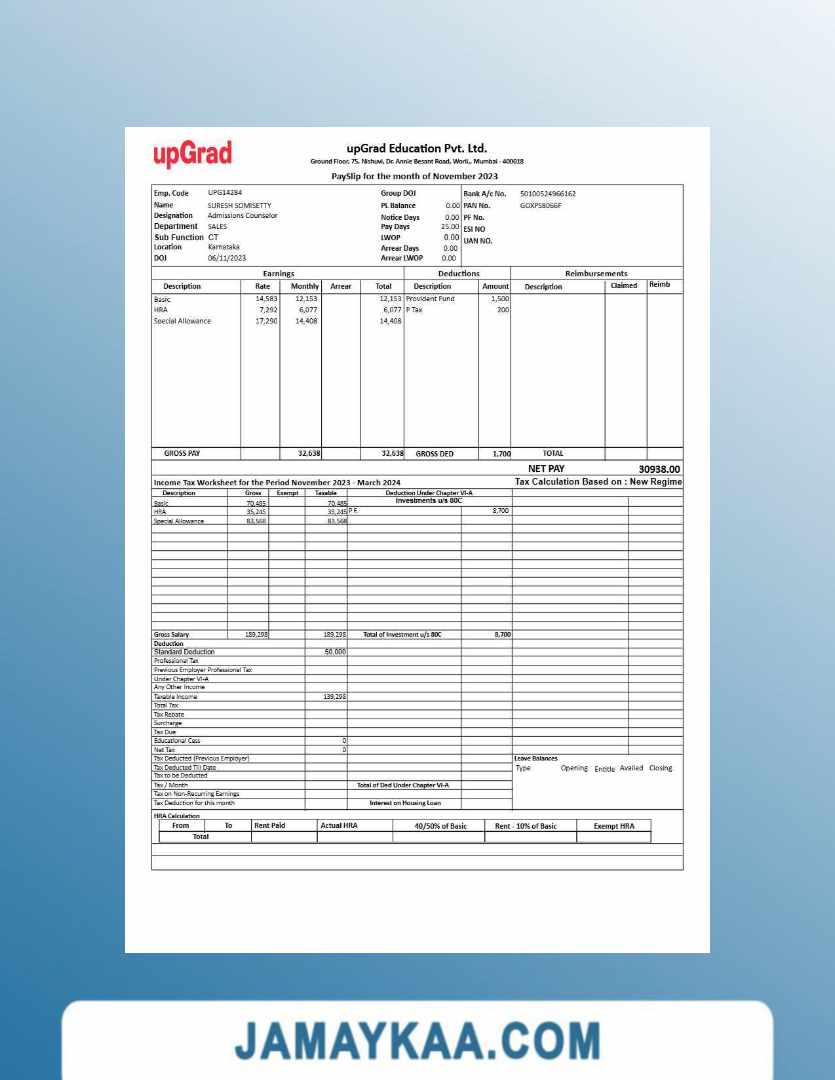 upGrad
upGrad Education Pvt. Ltd.
Ground Floor, 75, Nishuvi, Dr. Annie Besant Road, Worli,, Mumbai - 400018
PaySlip for the month of November 2023
Emp. Code UPG14284 Group DOJ Bank A/c No. 50100524966162
Name SURESH SOMISETTY PL Balance 0.00 PAN No. GOXPS8066F
Designation Admissions Counselor Notice Days 0.00 PF No.
Department SALES Pay Days 25.00 ESI NO
Sub Function CT LWOP 0.00 UAN NO.
Location Karnataka Arrear Days 0.00
DOJ 06/11/2023 Arrear LWOP 0.00
Earnings Deductions Reimbursements
Description Rate Monthly Arrear Total Description Amount Description Claimed Reimb
Basic 14,583 12,153 12,153 Provident Fund 1,500
HRA 7,292 6,077 6,077 P Tax 200
Special Allowance 17,290 14,408 14,408
GROSS PAY 32,638 32,638 GROSS DED 1,700 TOTAL
NET PAY 30938.00
Income Tax Worksheet for the Period November 2023 - March 2024 Tax Calculation Based on : New Regime
Description Gross Exempt Taxable Deduction Under Chapter VI-A
Investments u/s 80C
Basic 70,485 70,485
HRA 35,245 35,245 P.F. 8,700
Special Allowance 83,568 83,568
Gross Salary 189,298 189,298 Total of Investment u/s 80C 8,700
Deduction
Standard Deduction 50,000
Professional Tax
Previous Employer Professional Tax
Under Chapter VI-A
Any Other Income
Taxable Income 139,298
Total Tax
Tax Rebate
Surcharge
Tax Due
Educational Cess 0
Net Tax 0
Tax Deducted (Previous Employer) Leave Balances
Tax Deducted Till Date Type Opening Entitle Availed Closing
Tax to be Deducted
Tax / Month Total of Ded Under Chapter VI-A
Tax on Non-Recurring Earnings
Tax Deduction for this month Interest on Housing Loan
HRA Calculation
From To Rent Paid Actual HRA 40/50% of Basic Rent - 10% of Basic Exempt HRA
Total
JAMAYKAA.COM